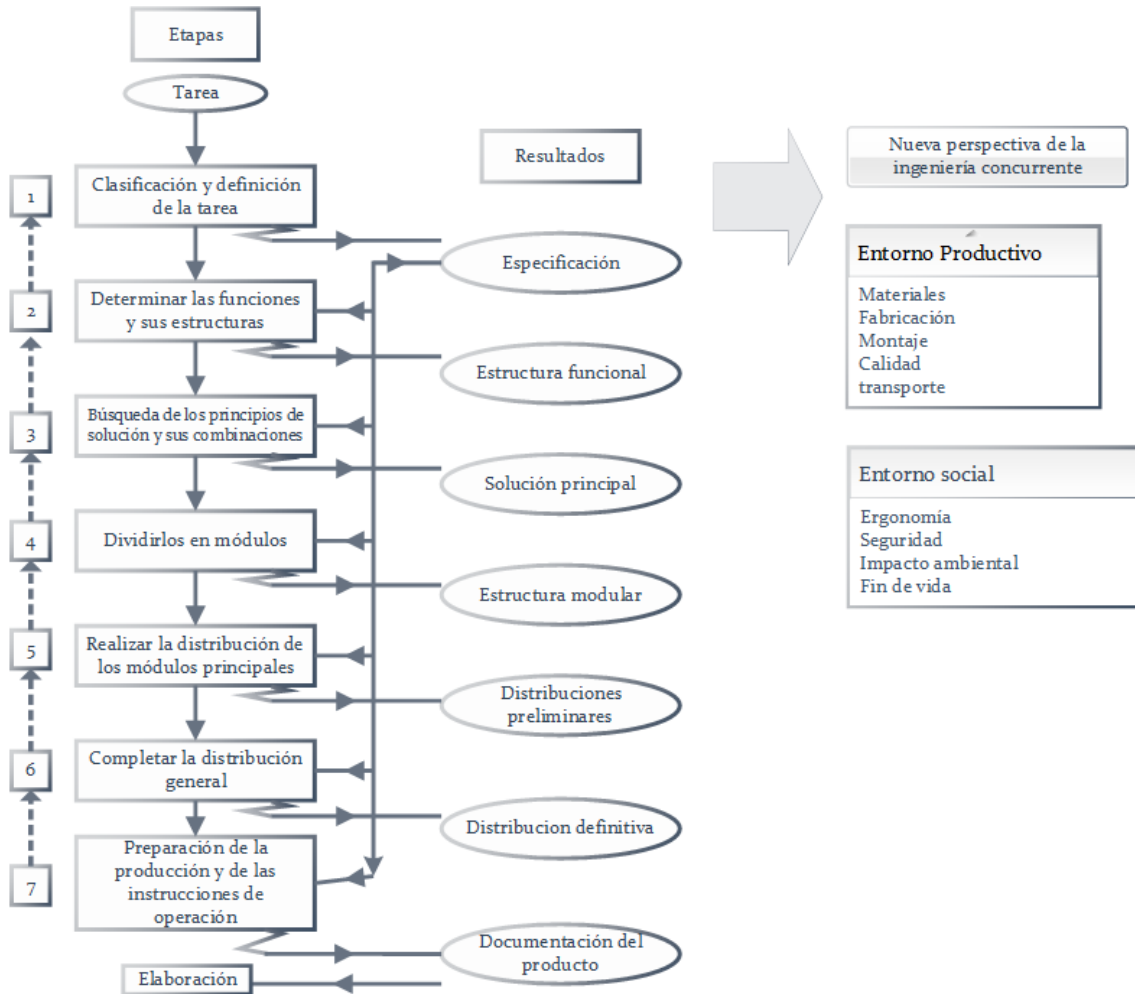 Etapas
Tarea
Resultados
1
Clasificación y definición
de la tarea
Especificación
2
Determinar las funciones
y sus estructuras
Estructura funcional
3
Búsqueda de los principios de
solución y sus combinaciones
Solución principal
4
Dividirlos en módulos
Estructura modular
5
Realizar la distribución de
los módulos principales
Distribuciones
preliminares
6
Completar la distribución
general
Distribucion definitiva
7
Preparación de la
producción y de las
instrucciones de
operación
Documentación del
producto
Elaboración
Nueva perspectiva de la
ingeniería concurrente
Entorno Productivo
Materiales
Fabricación
Montaje
Calidad
transporte
Entorno social
Ergonomía
Seguridad
Impacto ambiental
Fin de vida